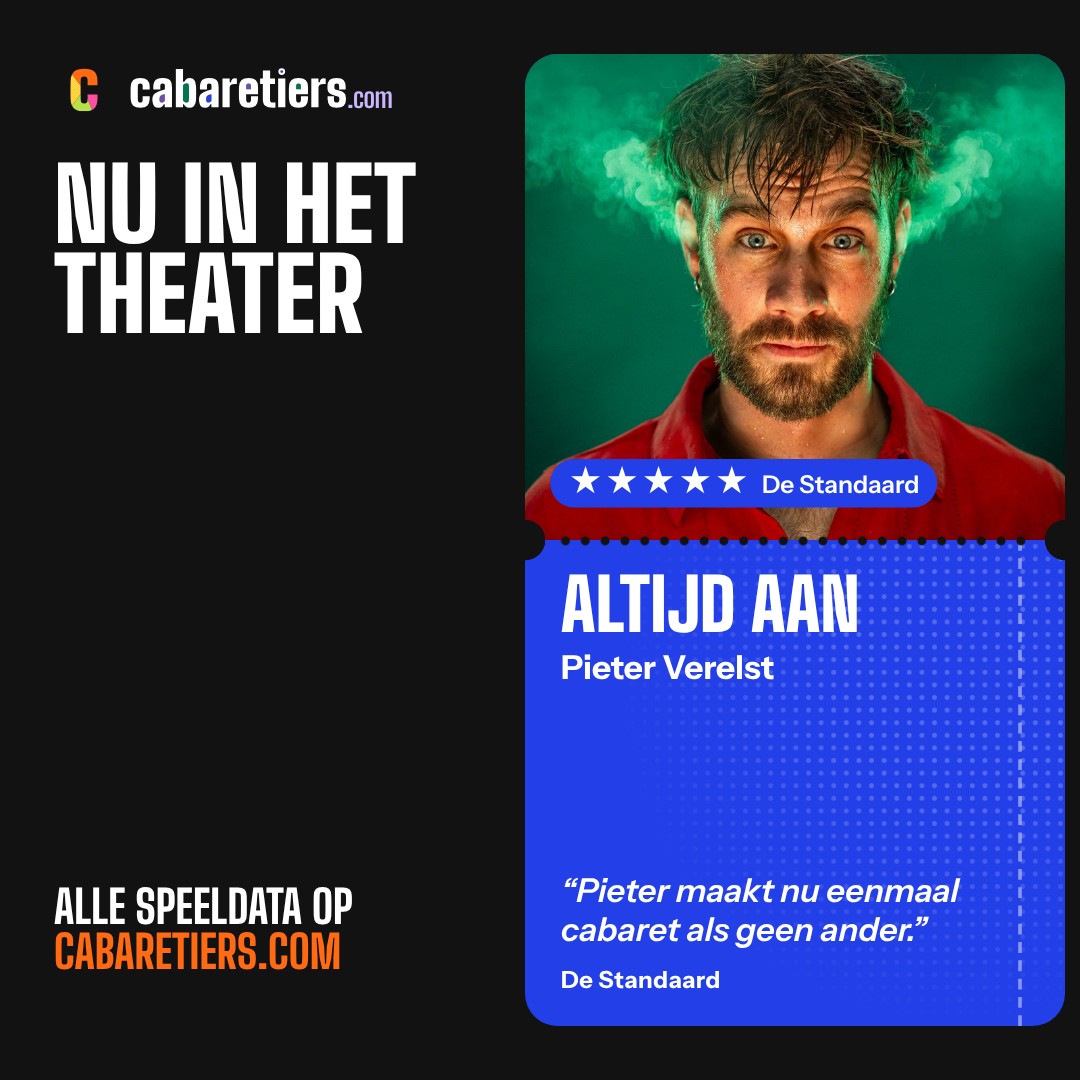 cabaretiers.com
NU IN HET
THEATER
★★★★★ De Standaard
ALTIJD AAN
Pieter Verelst
“Pieter maakt nu eenmaal
cabaret als geen ander.”
De Standaard
ALLE SPEELDATA OP
CABARETIERS.COM